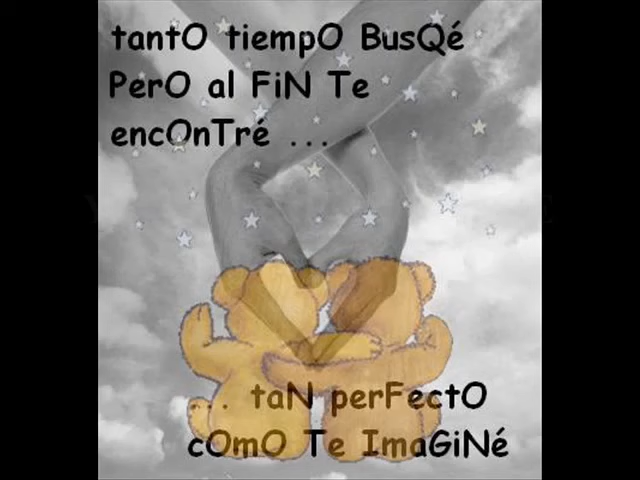 tantO tiempO BusQé
PerO al FiN Te
encOnTré ...
... taN perFectO
cOmO Te ImaGiNé